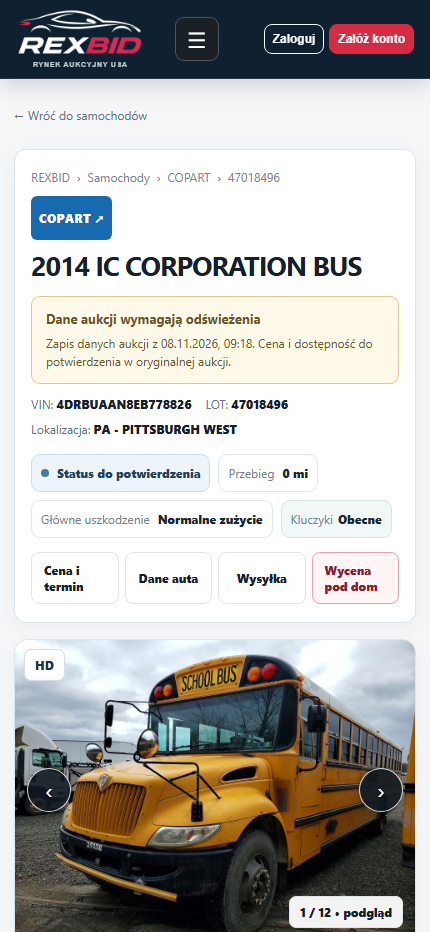 REXBID
RYNEK AUKCYJNY USA
☰
Zaloguj
Załóż konto
← Wróć do samochodów
REXBID › Samochody › COPART › 47018496
COPART ↗
2014 IC CORPORATION BUS
Dane aukcji wymagają odświeżenia
Zapis danych aukcji z 08.11.2026, 09:18. Cena i dostępność do
potwierdzenia w oryginalnej aukcji.
VIN: 4DRBUAAN8EB778826 LOT: 47018496
Lokalizacja: PA - PITTSBURGH WEST
Status do potwierdzenia
Przebieg 0 mi
Główne uszkodzenie Normalne zużycie
Kluczyki Obecne
Cena i
termin
Dane auta
Wysyłka
Wycena
pod dom
HD
SCHOOL BUS
‹
›
1 / 12 • podgląd